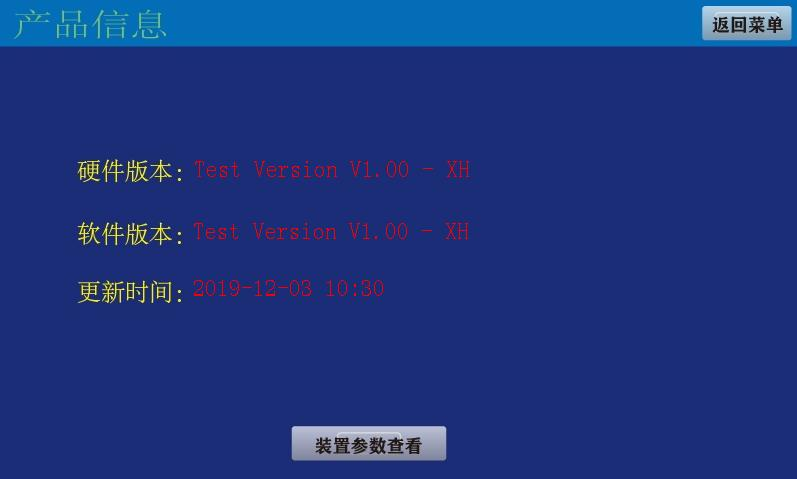 产品信息
返回菜单
硬件版本: Test Version V1.00 - XH
软件版本: Test Version V1.00 - XH
更新时间: 2019-12-03 10:30
装置参数查看